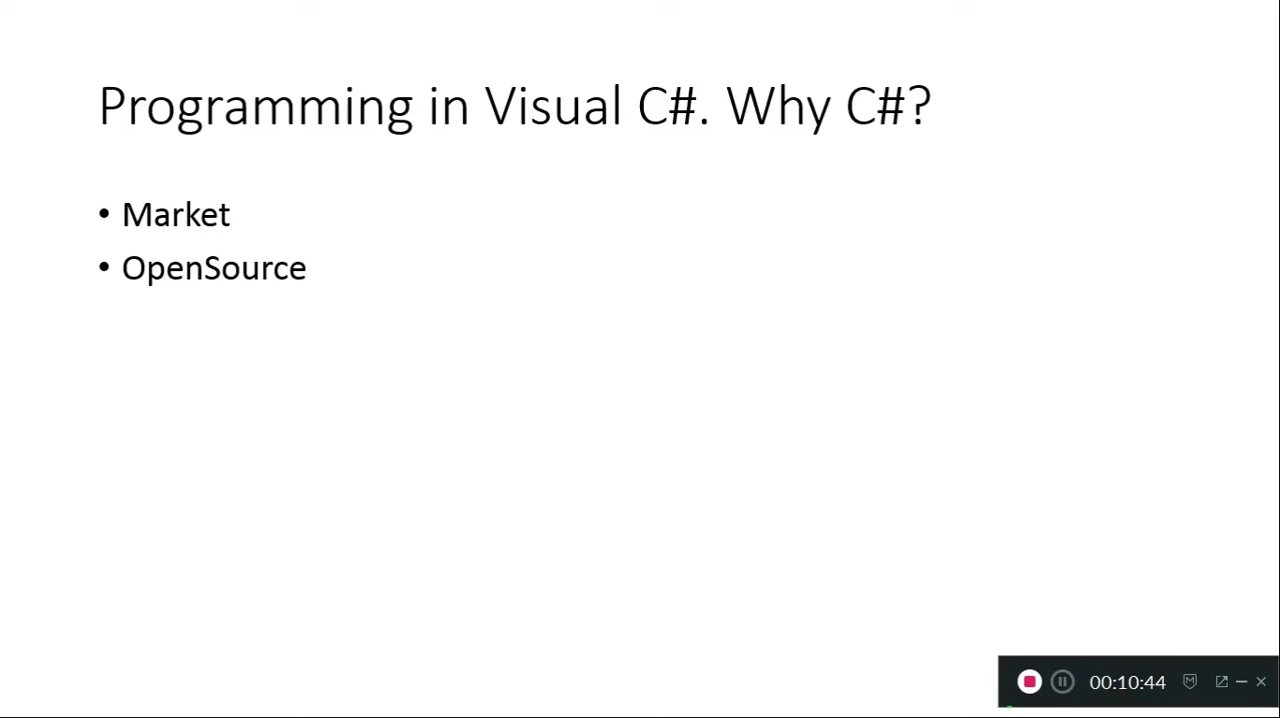 Programming in Visual C#. Why C#?
• Market
• OpenSource
00:10:44